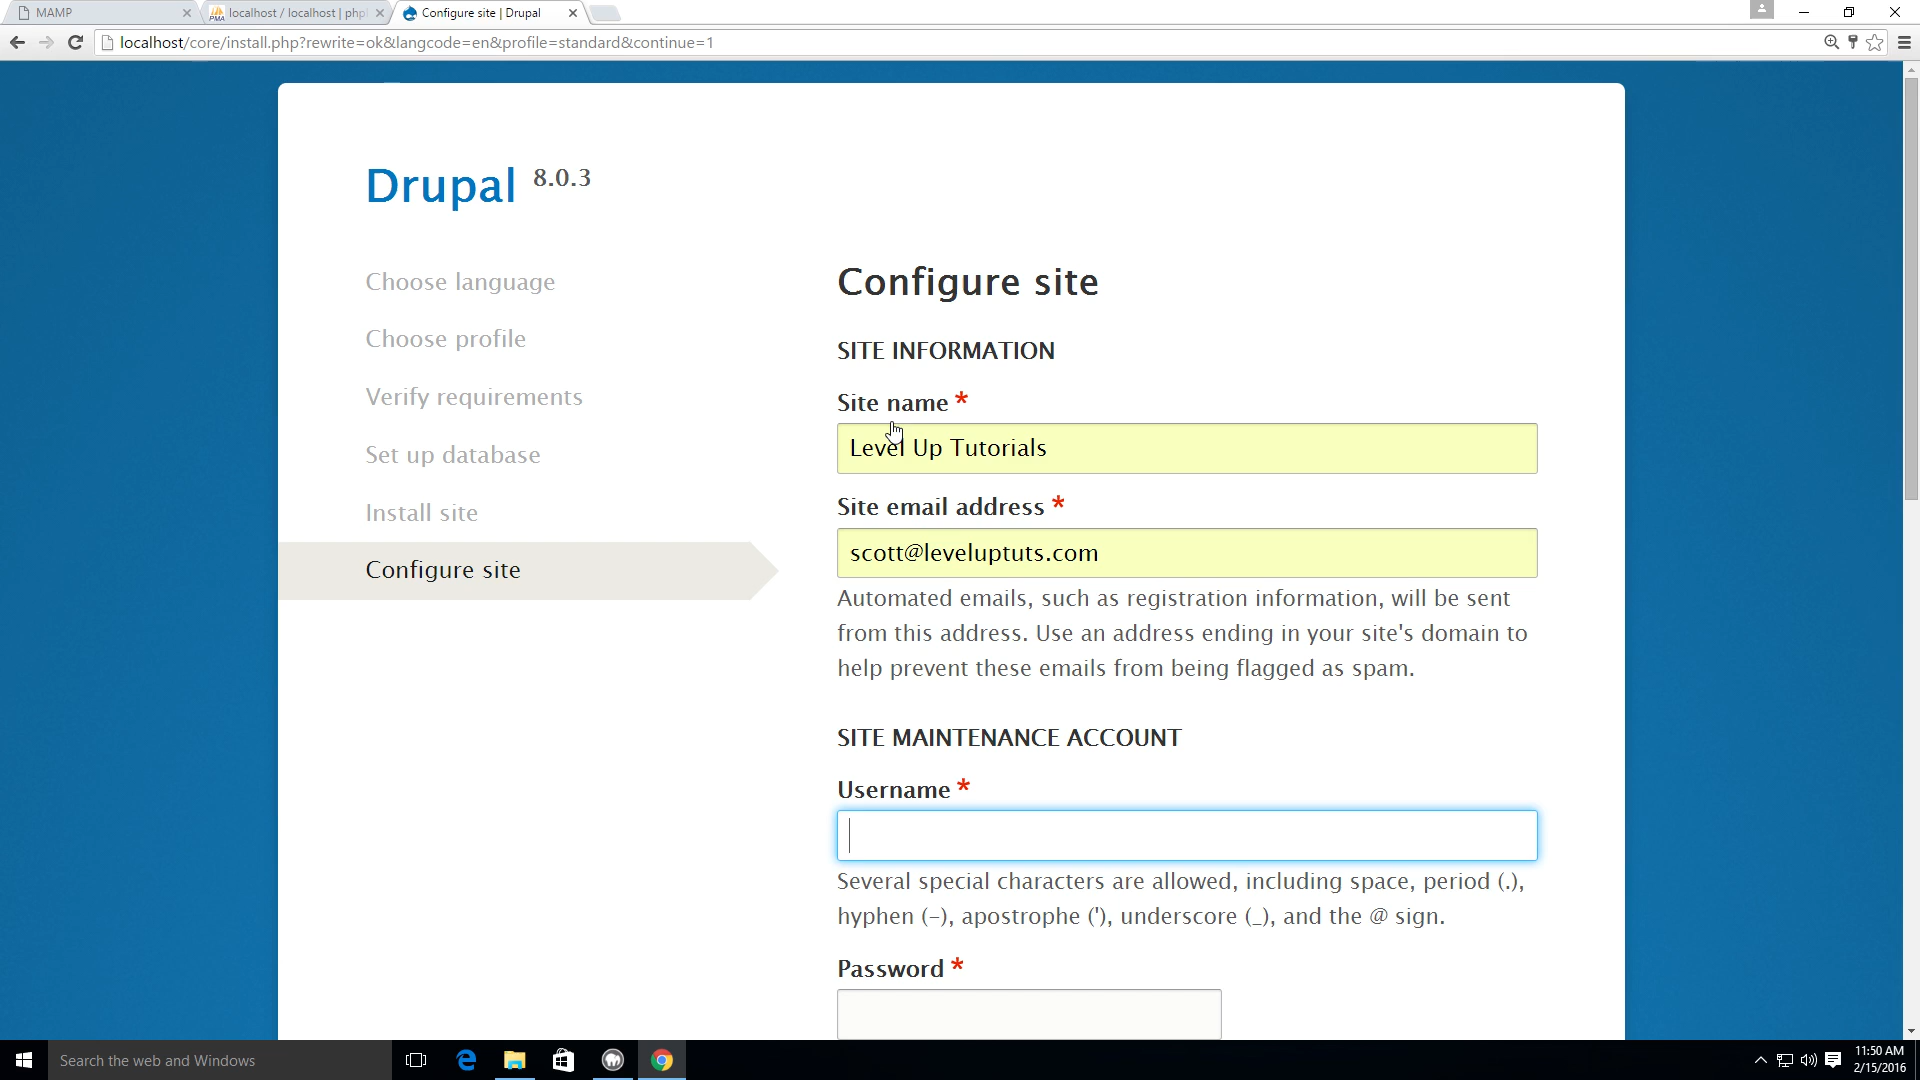 MAMP
localhost / localhost | php
Configure site | Drupal
localhost/core/install.php?rewrite=ok&langcode=en&profile=standard&continue=1
Drupal 8.0.3
Choose language
Choose profile
Verify requirements
Set up database
Install site
Configure site
Configure site
SITE INFORMATION
Site name *
Level Up Tutorials
Site email address *
scott@leveluptuts.com
Automated emails, such as registration information, will be sent
from this address. Use an address ending in your site's domain to
help prevent these emails from being flagged as spam.
SITE MAINTENANCE ACCOUNT
Username *
Several special characters are allowed, including space, period (.),
hyphen (-), apostrophe ('), underscore (_), and the @ sign.
Password *
Search the web and Windows
11:50 AM
2/15/2016